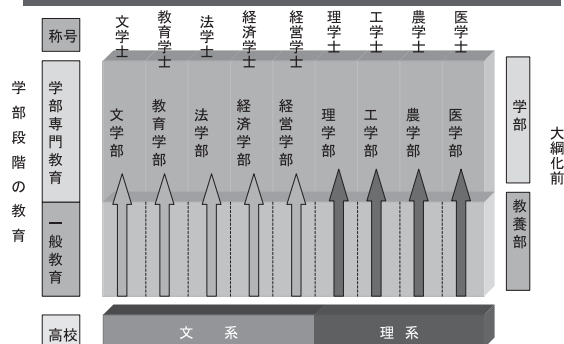 称号
文学士
教育学士
法学士
経済学士
経営学士
理学士
工学士
農学士
医学士
学部段階の教育
学部専門教育
文学部
教育学部
法学部
経済学部
経営学部
理学部
工学部
農学部
医学部
学部
大綱化前
一般教育
教養部
高校
文系
理系